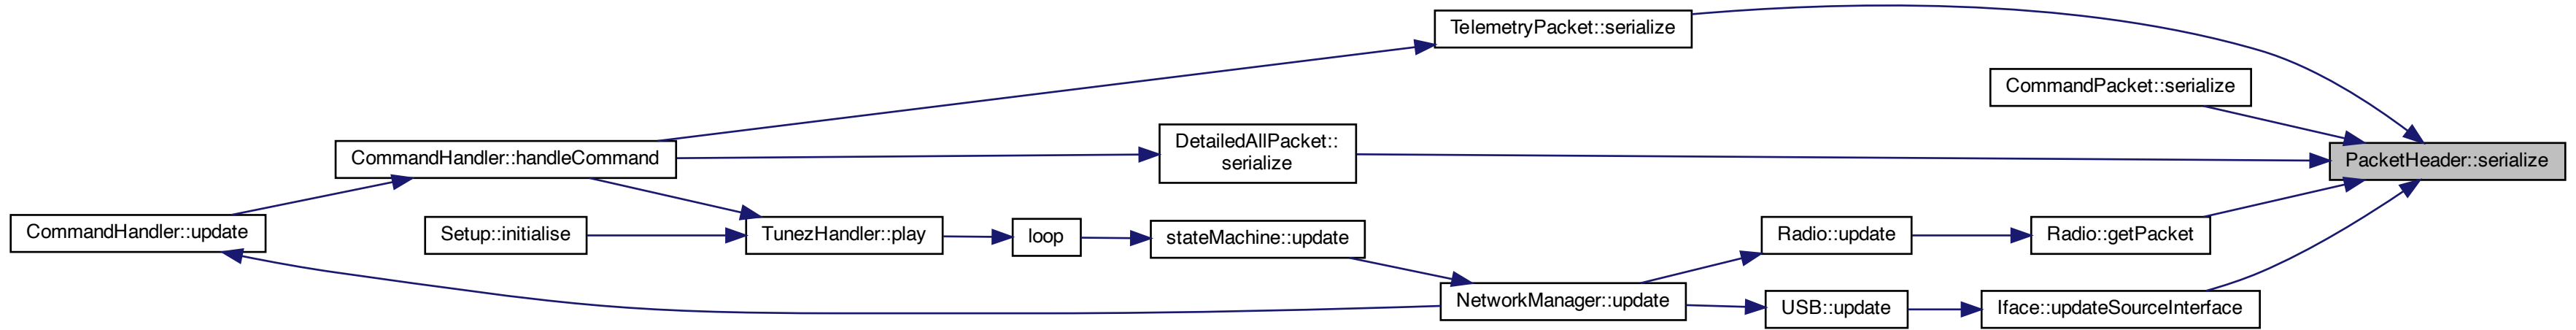 TelemetryPacket::serialize
CommandPacket::serialize
DetailedAllPacket::
serialize
CommandHandler::handleCommand
PacketHeader::serialize
CommandHandler::update
Setup::initialise
TunezHandler::play
loop
stateMachine::update
Radio::update
Radio::getPacket
NetworkManager::update
USB::update
Iface::updateSourceInterface